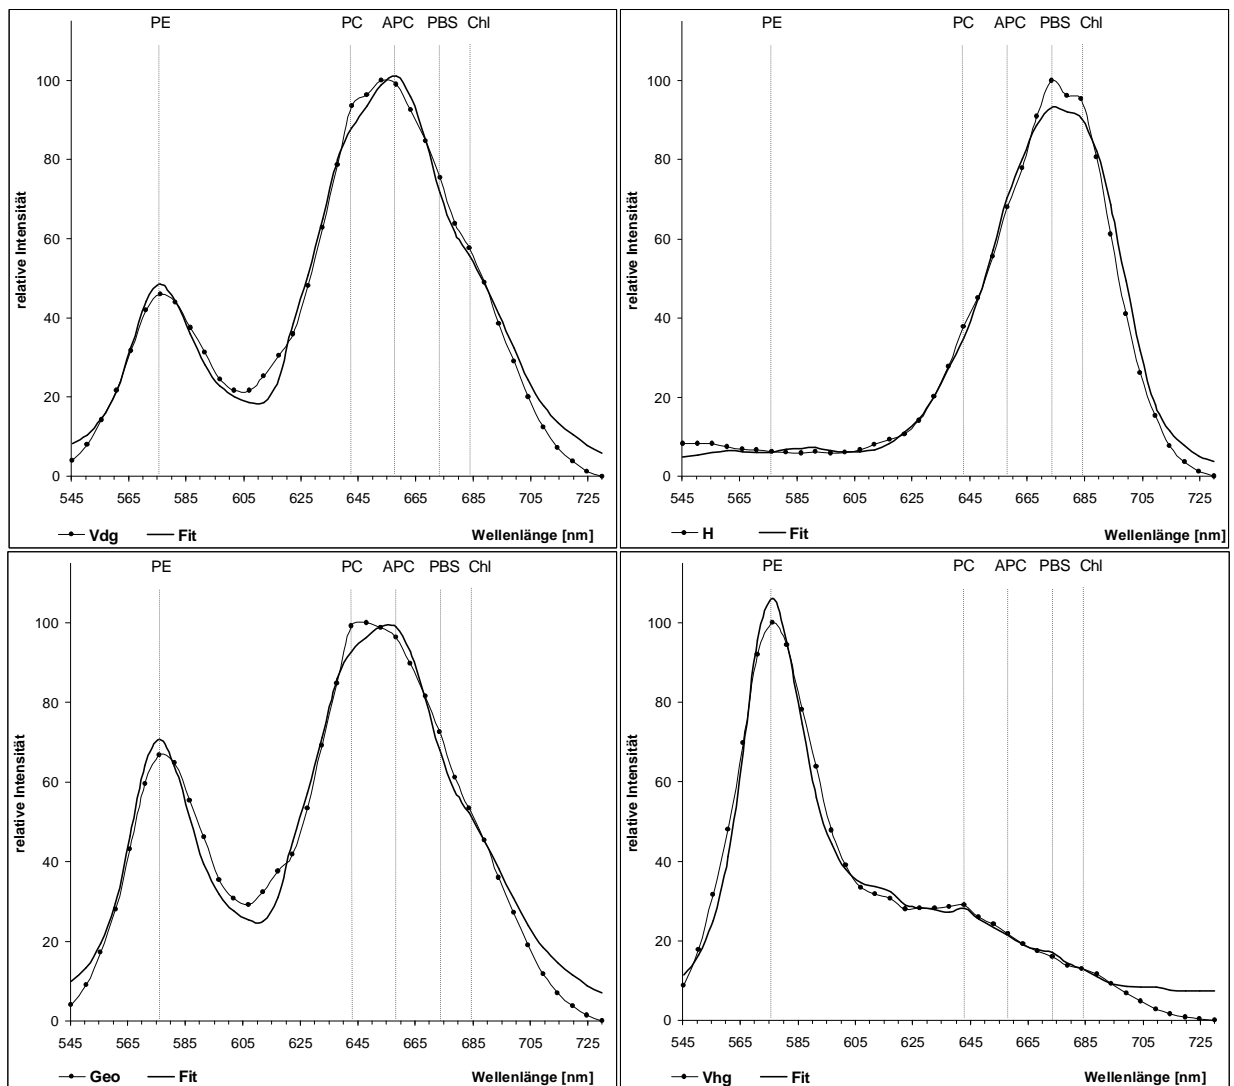 PE PC APC PBS Chl
relative Intensität
100
80
60
40
20
0
545 565 585 605 625 645 665 685 705 725
Vdg Fit Wellenlänge [nm]
PE PC APC PBS Chl
relative Intensität
100
80
60
40
20
0
545 565 585 605 625 645 665 685 705 725
H Fit Wellenlänge [nm]
PE PC APC PBS Chl
relative Intensität
100
80
60
40
20
0
545 565 585 605 625 645 665 685 705 725
Geo Fit Wellenlänge [nm]
PE PC APC PBS Chl
relative Intensität
100
80
60
40
20
0
545 565 585 605 625 645 665 685 705 725
Vhg Fit Wellenlänge [nm]